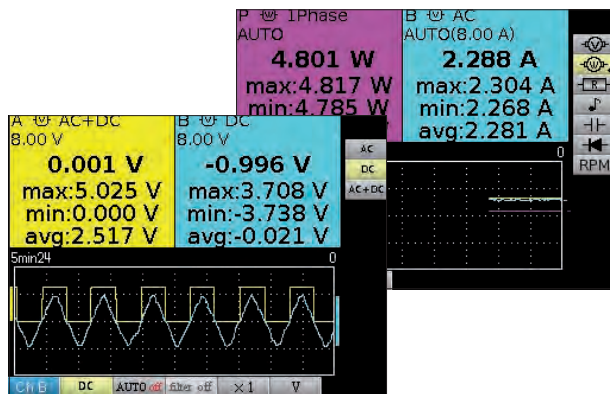 P W 1Phase
AUTO
4.801 W
max:4.817 W
min:4.785 W
B W AC
AUTO(8.00 A)
2.288 A
max:2.304 A
min:2.268 A
avg:2.281 A
0
V
W
R
RPM
A V AC+DC
8.00 V
0.001 V
max:5.025 V
min:0.000 V
avg:2.517 V
B V DC
8.00 V
-0.996 V
max:3.708 V
min:-3.738 V
avg:-0.021 V
AC
DC
AC+DC
5min24
0
Ch B
DC
AUTO off
filter off
×1
V